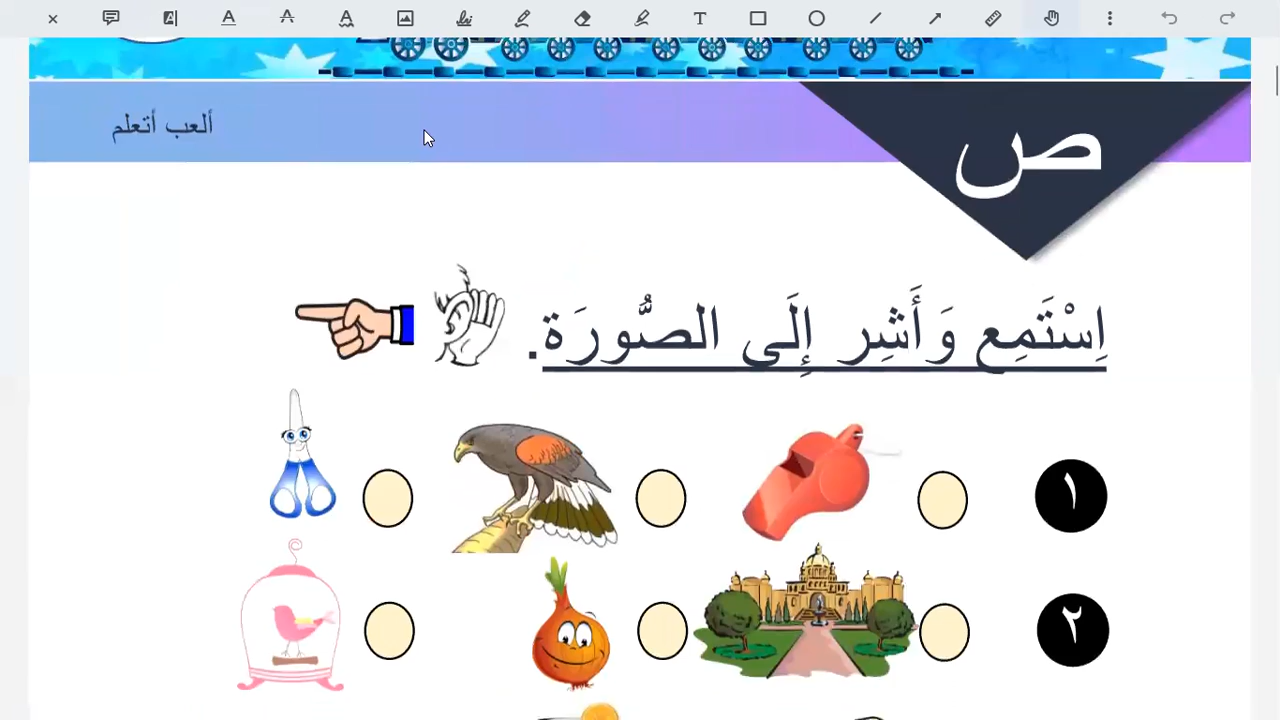 ص
ألعب أتعلم
اِسْتَمِع وَأَشِر إِلَى الصُّورَة.
١
٢